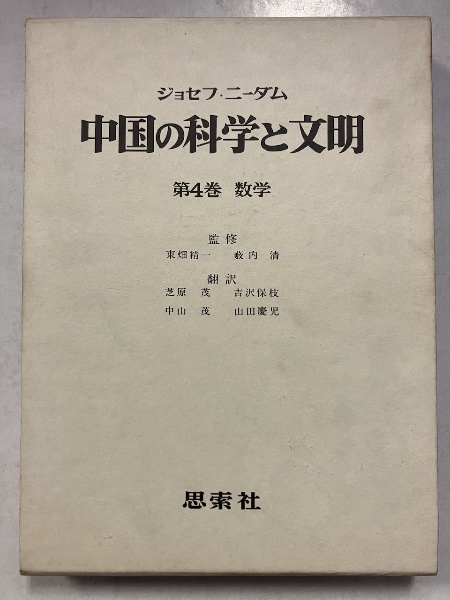 ジョセフ・ニーダム
中国の科学と文明
第4巻 数学
監修
東畑精一 薮内清
翻訳
芝原茂 吉沢保枝
中山茂 山田慶児
思索社